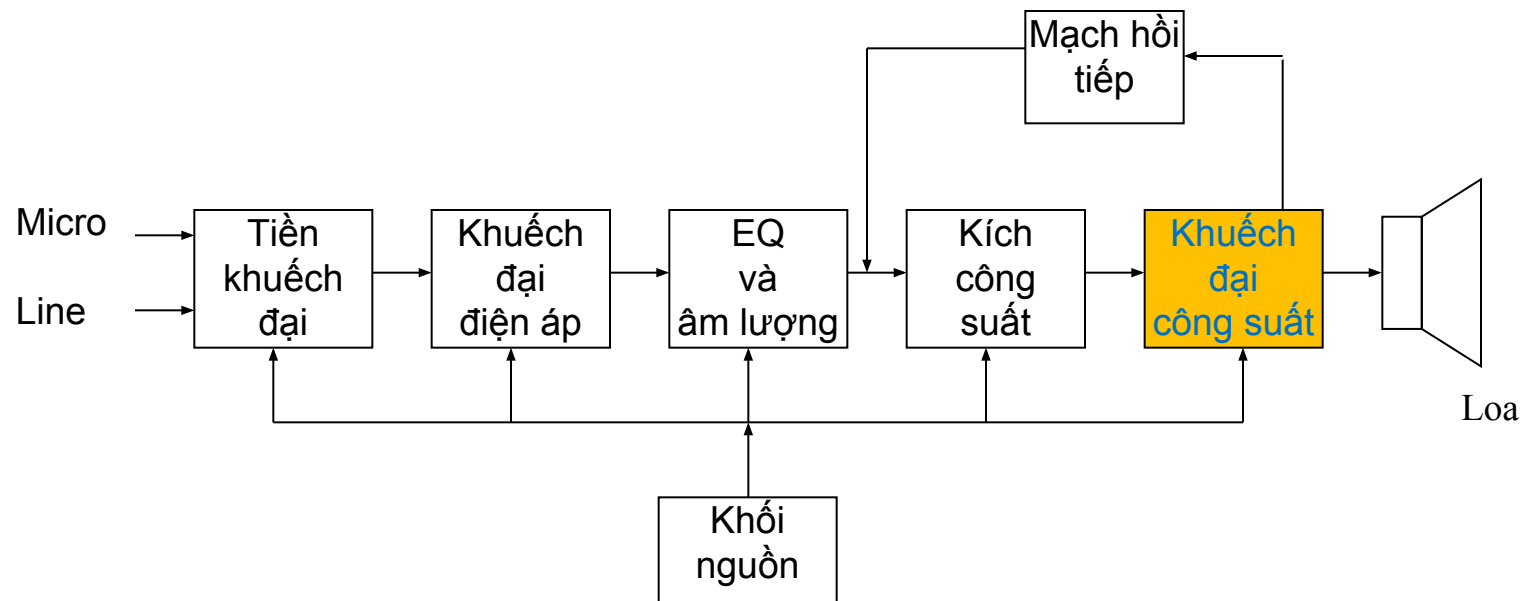 Mạch hồi
tiếp
Micro
Line
Tiền
khuếch
đại
Khuếch
đại
điện áp
EQ
và
âm lượng
Kích
công
suất
Khuếch
đại
công suất
Loa
Khối
nguồn